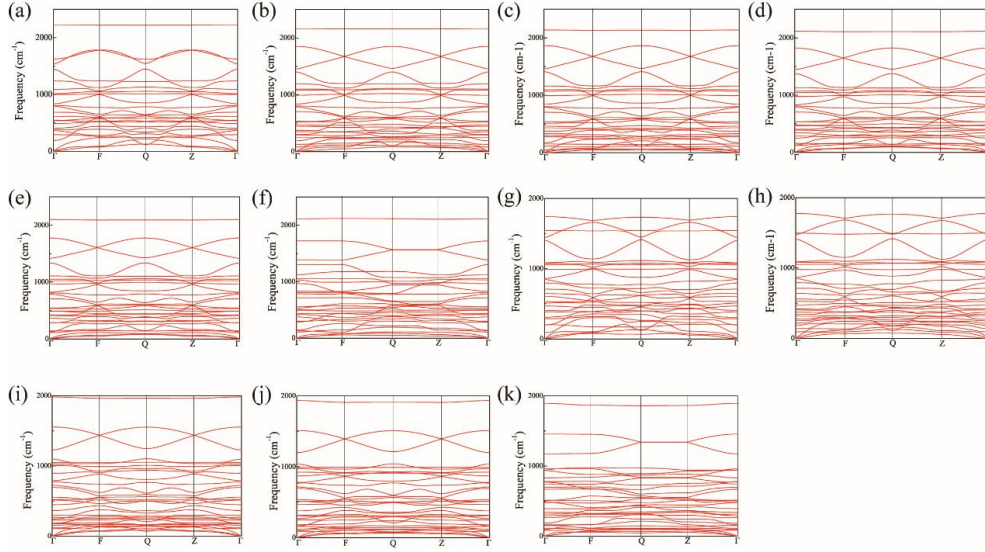 (a) (b) (c) (d)
Frequency (cm⁻¹) Frequency (cm⁻¹) Frequency (cm-1) Frequency (cm-1)
2000 2000 2000 2000
1000 1000 1000 1000
0 0 0 0
Γ F Q Z Γ Γ F Q Z Γ Γ F Q Z Γ Γ F Q Z Γ
(e) (f) (g) (h)
Frequency (cm⁻¹) Frequency (cm⁻¹) Frequency (cm⁻¹) Frequency (cm-1)
2000 2000 2000 2000
1000 1000 1000 1000
0 0 0 0
Γ F Q Z Γ Γ F Q Z Γ Γ F Q Z Γ Γ F Q Z Γ
(i) (j) (k)
Frequency (cm⁻¹) Frequency (cm⁻¹) Frequency (cm⁻¹)
2000 2000 2000
1000 1000 1000
0 0 0
Γ F Q Z Γ Γ F Q Z Γ Γ F Q Z Γ